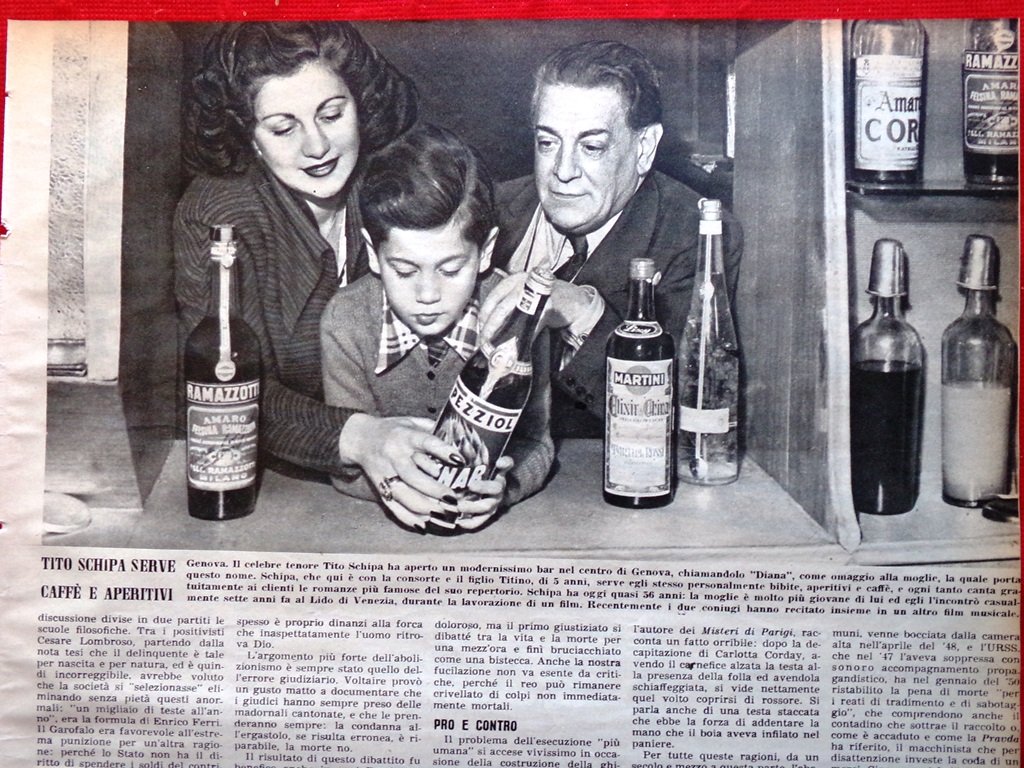 RAMAZZOTTI
AMARO
FELSINA RAMAZZOTTI
F.LLI RAMAZZOTTI
MILANO
PEZZIOL
MARTINI
Elixir di China
Amar
COR
RAMAZZ
AMAR
FELSINA RAMA
F.LLI RAMAZZ
MILAN
TITO SCHIPA SERVE
CAFFÈ E APERITIVI
Genova. Il celebre tenore Tito Schipa ha aperto un modernissimo bar nel centro di Genova, chiamandolo "Diana", come omaggio alla moglie, la quale porta
questo nome. Schipa, che qui è con la consorte e il figlio Titino, di 5 anni, serve egli stesso personalmente bibite, aperitivi e caffè, e ogni tanto canta gra-
tuitamente ai clienti le romanze più famose del suo repertorio. Schipa ha oggi quasi 56 anni: la moglie è molto più giovane di lui ed egli l'incontrò casual-
mente sette anni fa al Lido di Venezia, durante la lavorazione di un film. Recentemente i due coniugi hanno recitato insieme in un altro film musicale.
discussione divise in due partiti le
scuole filosofiche. Tra i positivisti
Cesare Lombroso, partendo dalla
nota tesi che il delinquente è tale
per nascita e per natura, ed è quin-
di incorreggibile, avrebbe voluto
che la società si "selezionasse" eli-
minando senza pietà questi anor-
mali: "un migliaio di teste all'an-
no", era la formula di Enrico Ferri.
Il Garofalo era favorevole all'estre-
ma punizione per un'altra ragio-
ne: perchè lo Stato non ha il di-
ritto di spendere i soldi dei contri-
spesso è proprio dinanzi alla forca
che inaspettatamente l'uomo ritro-
va Dio.
L'argomento più forte dell'aboli-
zionismo è sempre stato quello del-
l'errore giudiziario. Voltaire provò
un gusto matto a documentare che
i giudici hanno sempre preso delle
madornali cantonate, e che le pren-
deranno sempre: la condanna al-
l'ergastolo, se risulta erronea, è ri-
parabile, la morte no.
Il risultato di questo dibattito fu
doloroso, ma il primo giustiziato si
dibatté tra la vita e la morte per
una mezz'ora e finì bruciacchiato
come una bistecca. Anche la nostra
fucilazione non va esente da criti-
che, perchè il reo può rimanere
crivellato di colpi non immediata-
mente mortali.
PRO E CONTRO
Il problema dell'esecuzione "più
umana" si accese vivissimo in occa-
sione della costruzione della ghi-
l'autore dei Misteri di Parigi, rac-
conta un fatto orribile: dopo la de-
capitazione di Carlotta Corday, a-
vendo il carnefice alzata la testa al-
la presenza della folla ed avendola
schiaffeggiata, si vide nettamente
quel volto coprirsi di rossore. Si
parla anche di una testa staccata
che ebbe la forza di addentare la
mano che il boia aveva infilato nel
paniere.
Per tutte queste ragioni, da un
secolo e mezzo a questa parte,
muni, venne bocciata dalla camera
alta nell'aprile del '48, e l'URSS,
che nel '47 l'aveva soppressa con
sonoro accompagnamento propa-
gandistico, ha nel gennaio del '50
ristabilito la pena di morte "per
i reati di tradimento e di sabotag-
gio", che comprendono anche il
contadino che sottrae il raccolto o,
come è accaduto e come la Pravda
ha riferito, il macchinista che per
disattenzione investe la coda di un